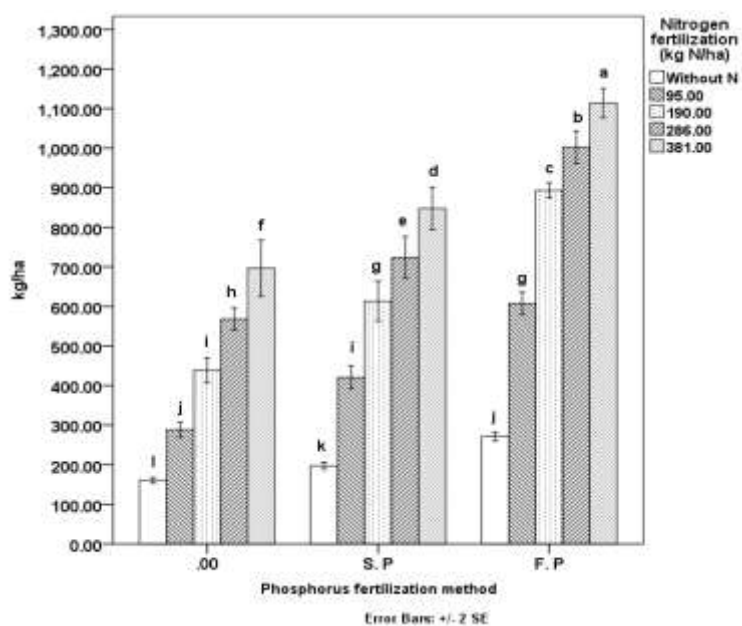 Nitrogen
fertilization
(kg N/ha)
Without N
95.00
190.00
286.00
381.00
1,300.00
1,200.00
1,100.00
1,000.00
900.00
800.00
700.00
600.00
500.00
400.00
300.00
200.00
100.00
0.00
kg/ha
l
j
i
h
f
k
i
g
e
d
j
g
c
b
a
.00
S. P
F. P
Phosphorus fertilization method
Error Bars: +/- 2 SE